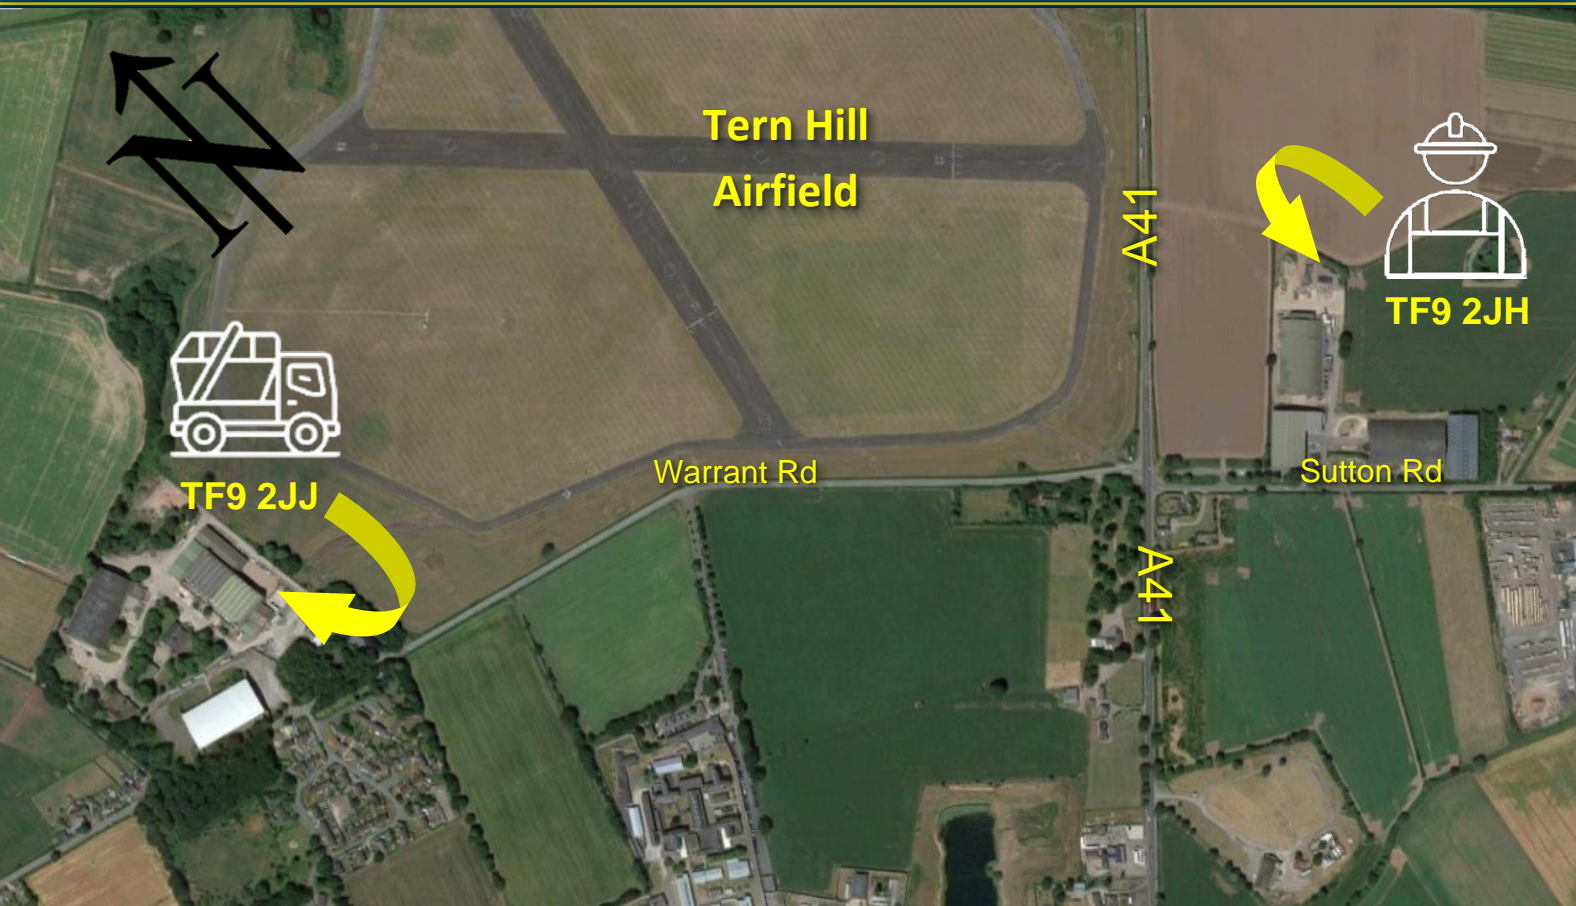 N
Tern Hill
Airfield
A41
TF9 2JH
TF9 2JJ
Warrant Rd
Sutton Rd
A41